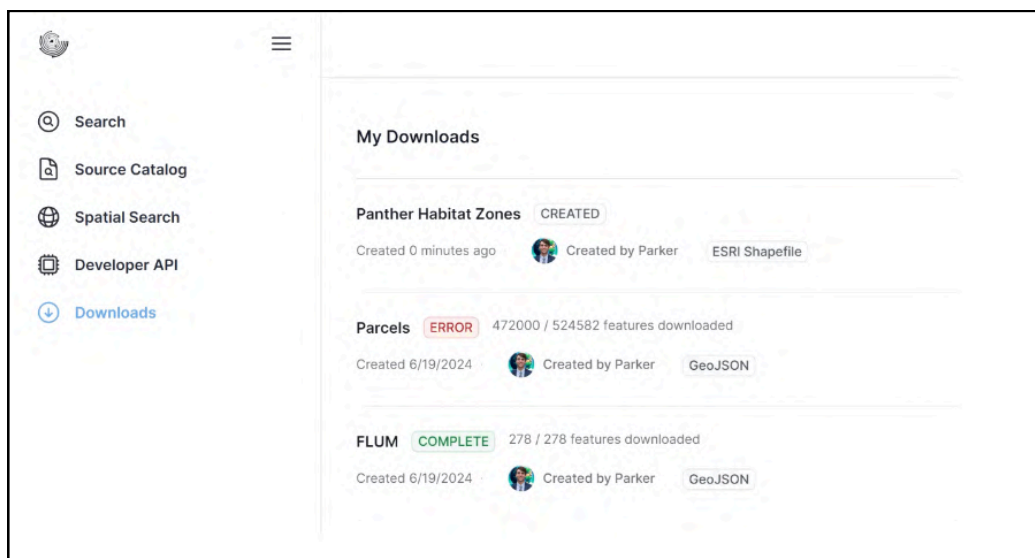 Search
Source Catalog
Spatial Search
Developer API
Downloads
My Downloads
Panther Habitat Zones CREATED
Created 0 minutes ago Created by Parker ESRI Shapefile
Parcels ERROR 472000 / 524582 features downloaded
Created 6/19/2024 Created by Parker GeoJSON
FLUM COMPLETE 278 / 278 features downloaded
Created 6/19/2024 Created by Parker GeoJSON